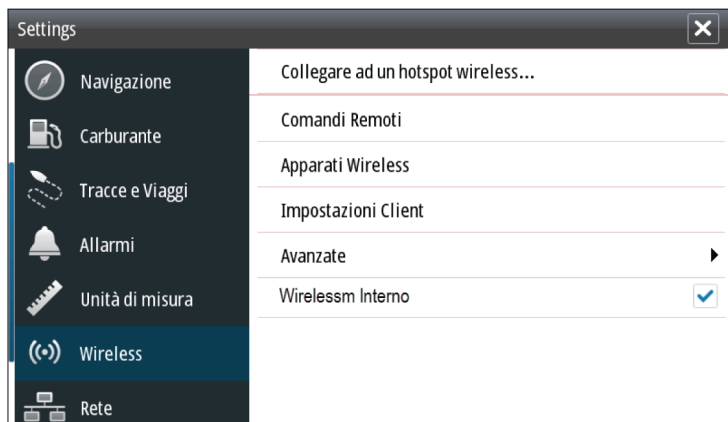 Settings
Navigazione
Carburante
Tracce e Viaggi
Allarmi
Unità di misura
Wireless
Rete
Collegare ad un hotspot wireless...
Comandi Remoti
Apparati Wireless
Impostazioni Client
Avanzate
Wirelessm Interno